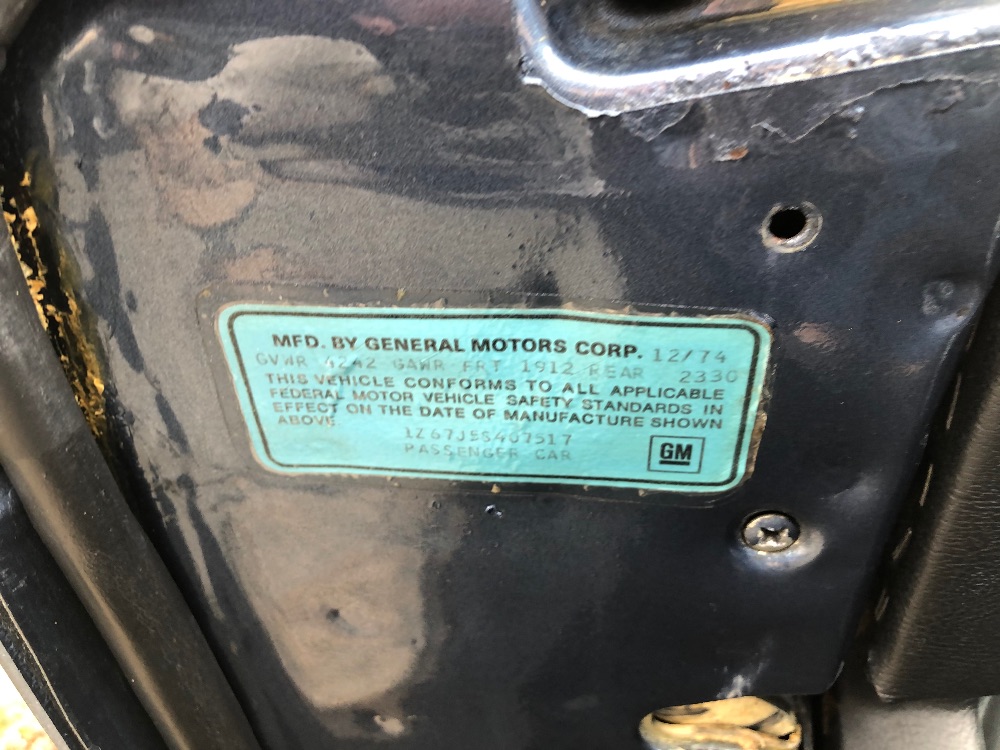 MFD. BY GENERAL MOTORS CORP. 12/74
GVWR 4242 GAWR FRT 1912 REAR 2330
THIS VEHICLE CONFORMS TO ALL APPLICABLE
FEDERAL MOTOR VEHICLE SAFETY STANDARDS IN
EFFECT ON THE DATE OF MANUFACTURE SHOWN
ABOVE
1Z67J5S407517
PASSENGER CAR
GM